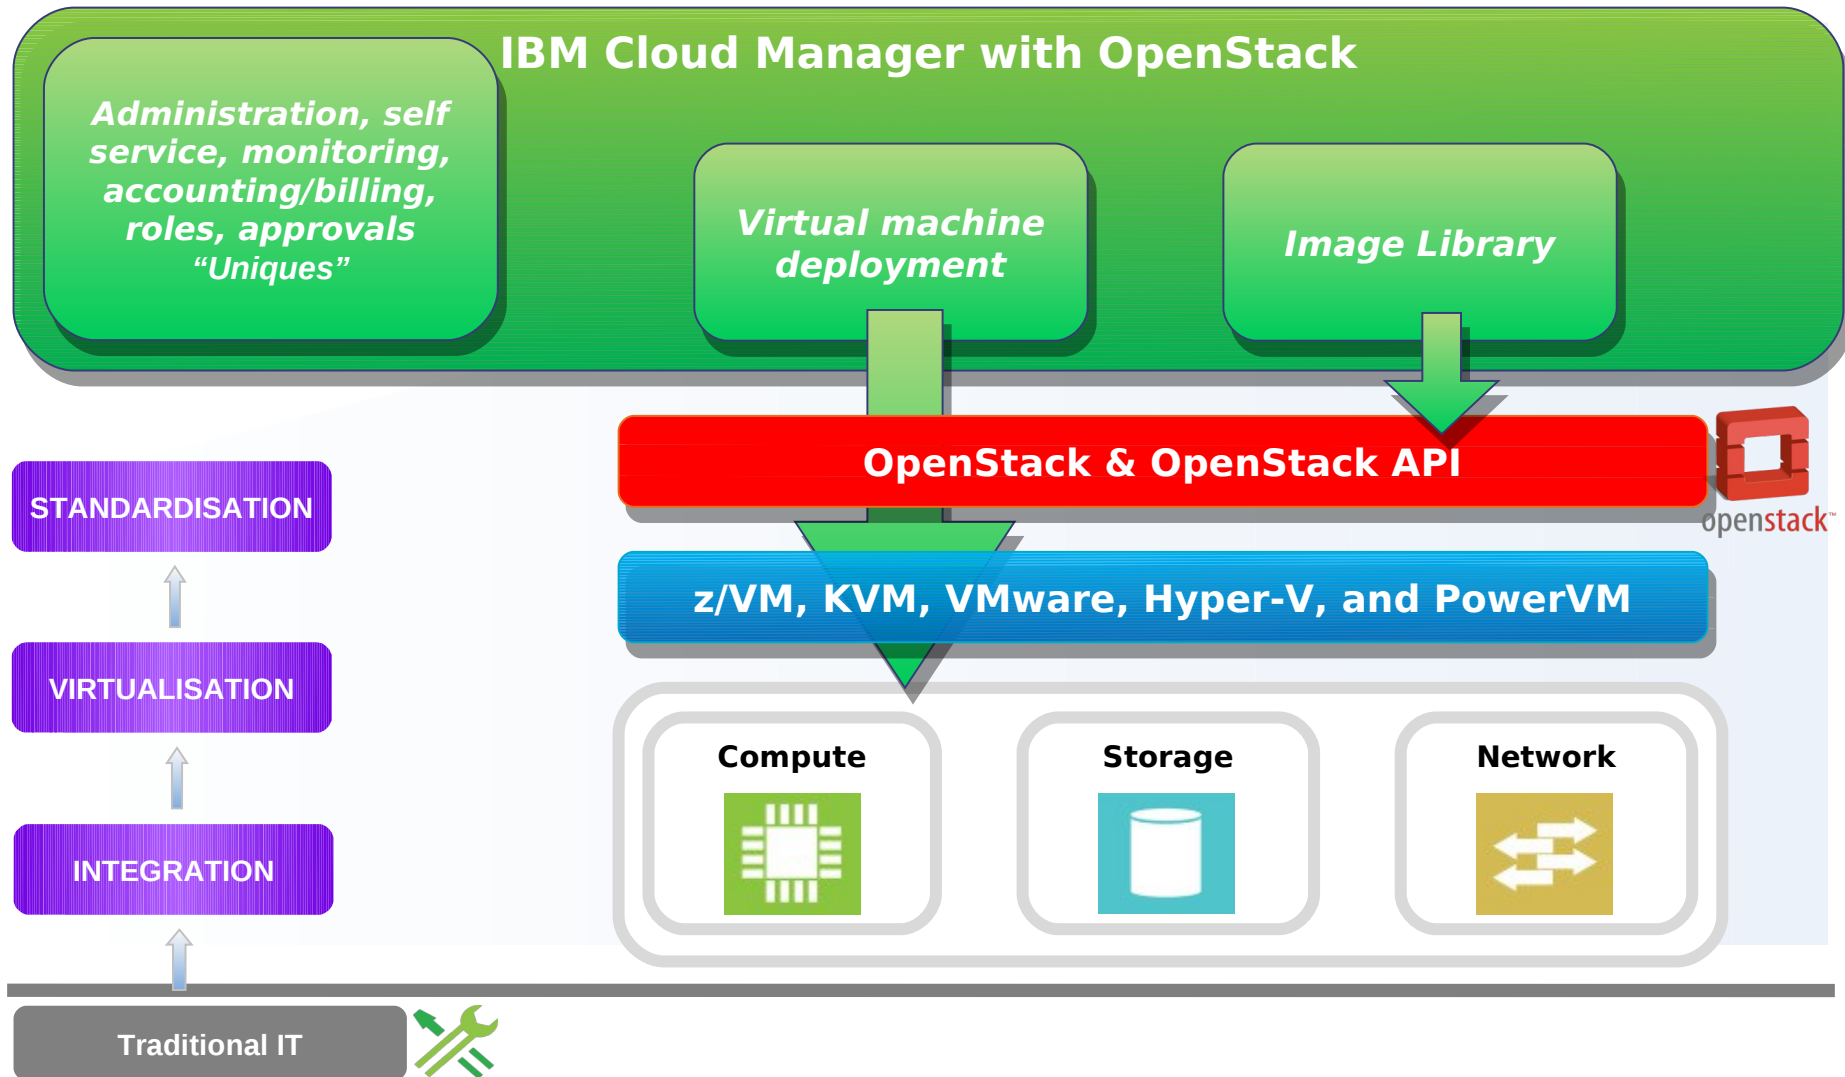 IBM Cloud Manager with OpenStack
Administration, self
service, monitoring,
accounting/billing,
roles, approvals
“Uniques”
Virtual machine
deployment
Image Library
OpenStack & OpenStack API
openstack™
z/VM, KVM, VMware, Hyper-V, and PowerVM
Compute
Storage
Network
STANDARDISATION
VIRTUALISATION
INTEGRATION
Traditional IT